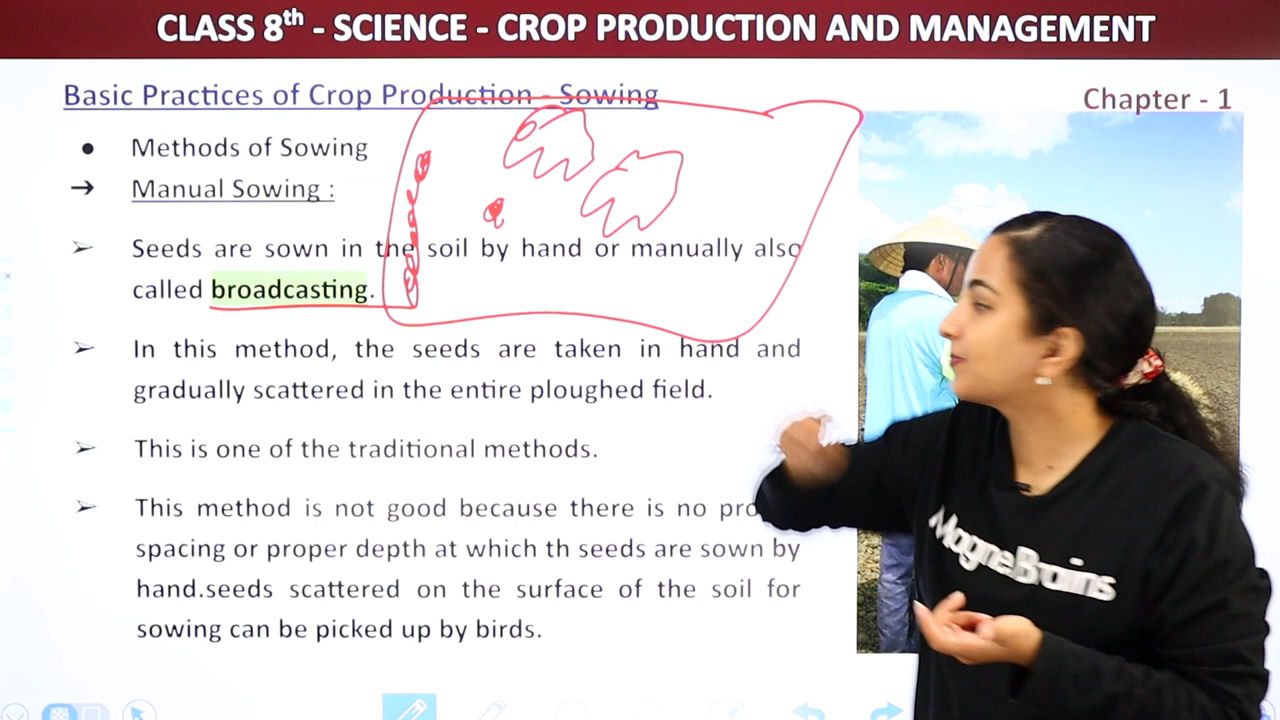 CLASS 8th - SCIENCE - CROP PRODUCTION AND MANAGEMENT
Basic Practices of Crop Production - Sowing
Chapter - 1
● Methods of Sowing
➔ Manual Sowing :
➢ Seeds are sown in the soil by hand or manually also
called broadcasting.
➢ In this method, the seeds are taken in hand and
gradually scattered in the entire ploughed field.
➢ This is one of the traditional methods.
➢ This method is not good because there is no
spacing or proper depth at which th seeds are sown by
hand.seeds scattered on the surface of the soil for
sowing can be picked up by birds.
MagneBrains